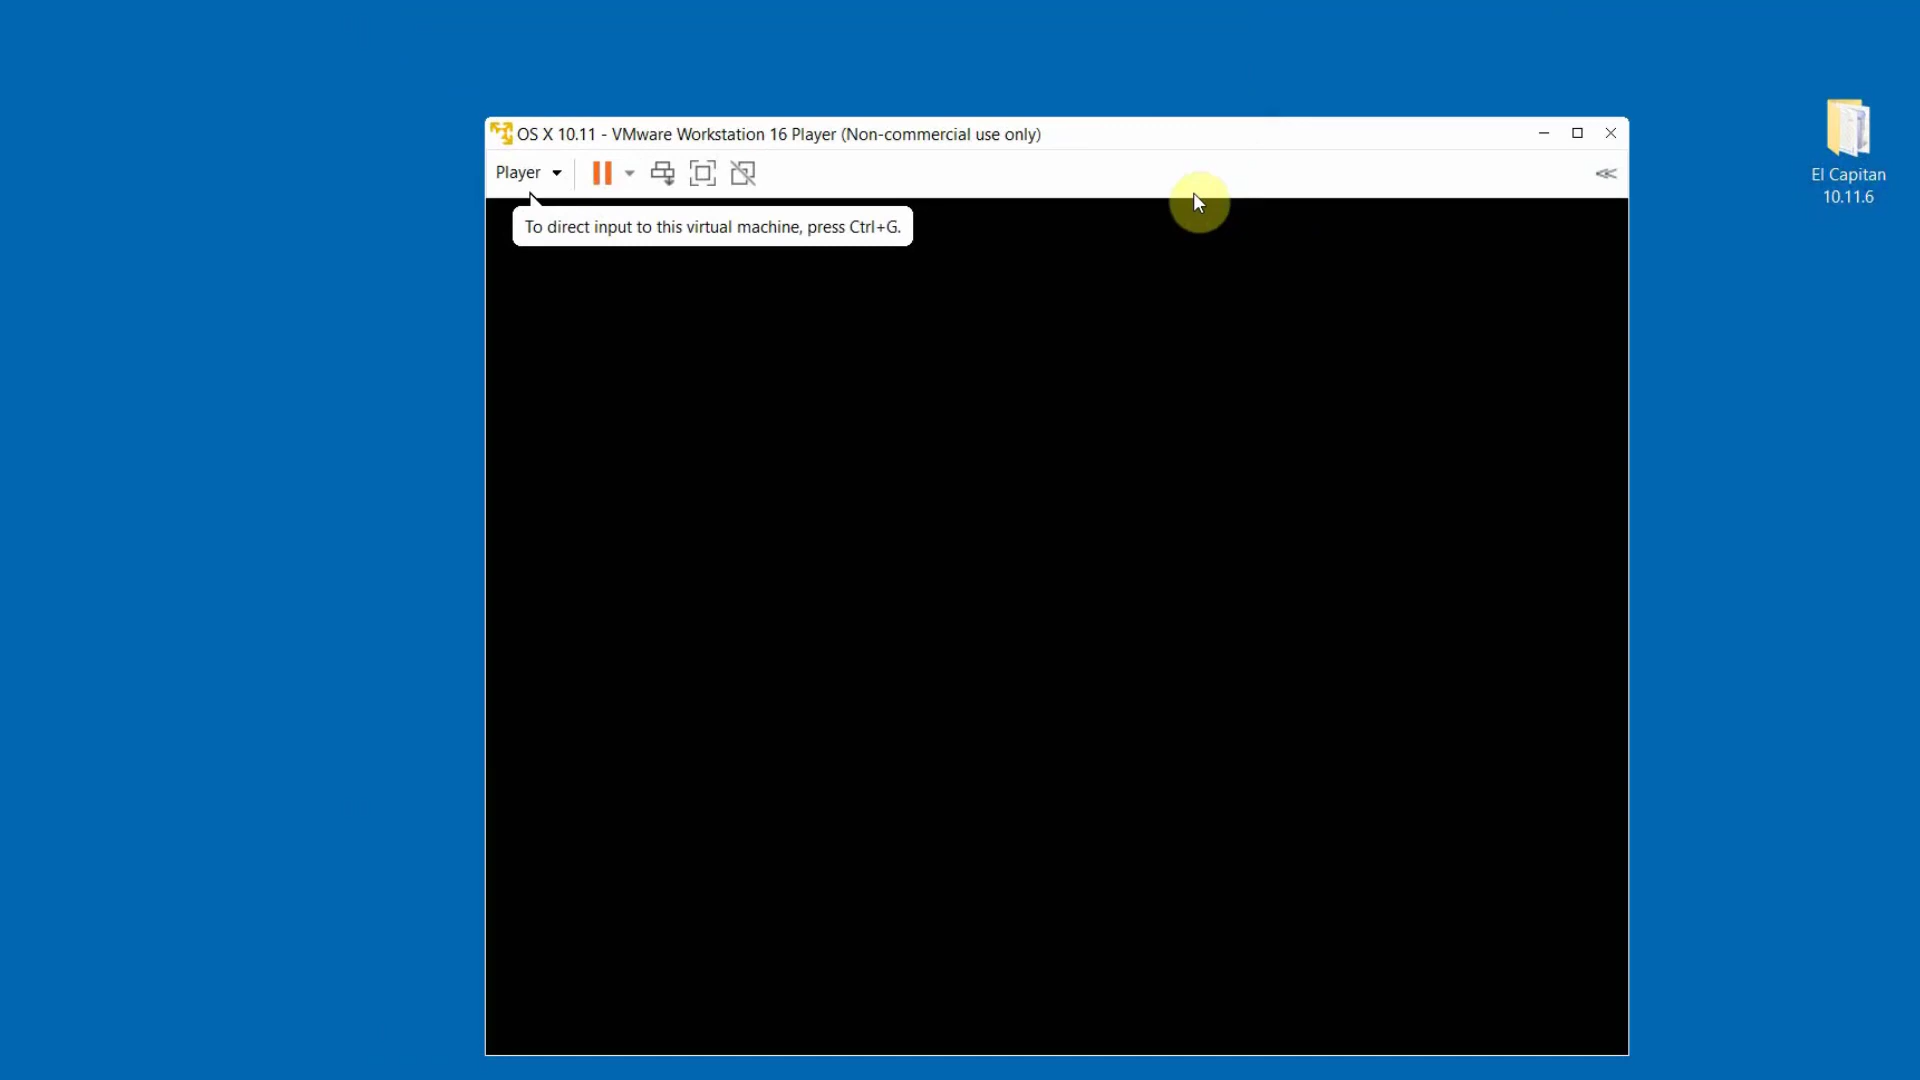 OS X 10.11 - VMware Workstation 16 Player (Non-commercial use only)
Player
To direct input to this virtual machine, press Ctrl+G.
El Capitan
10.11.6